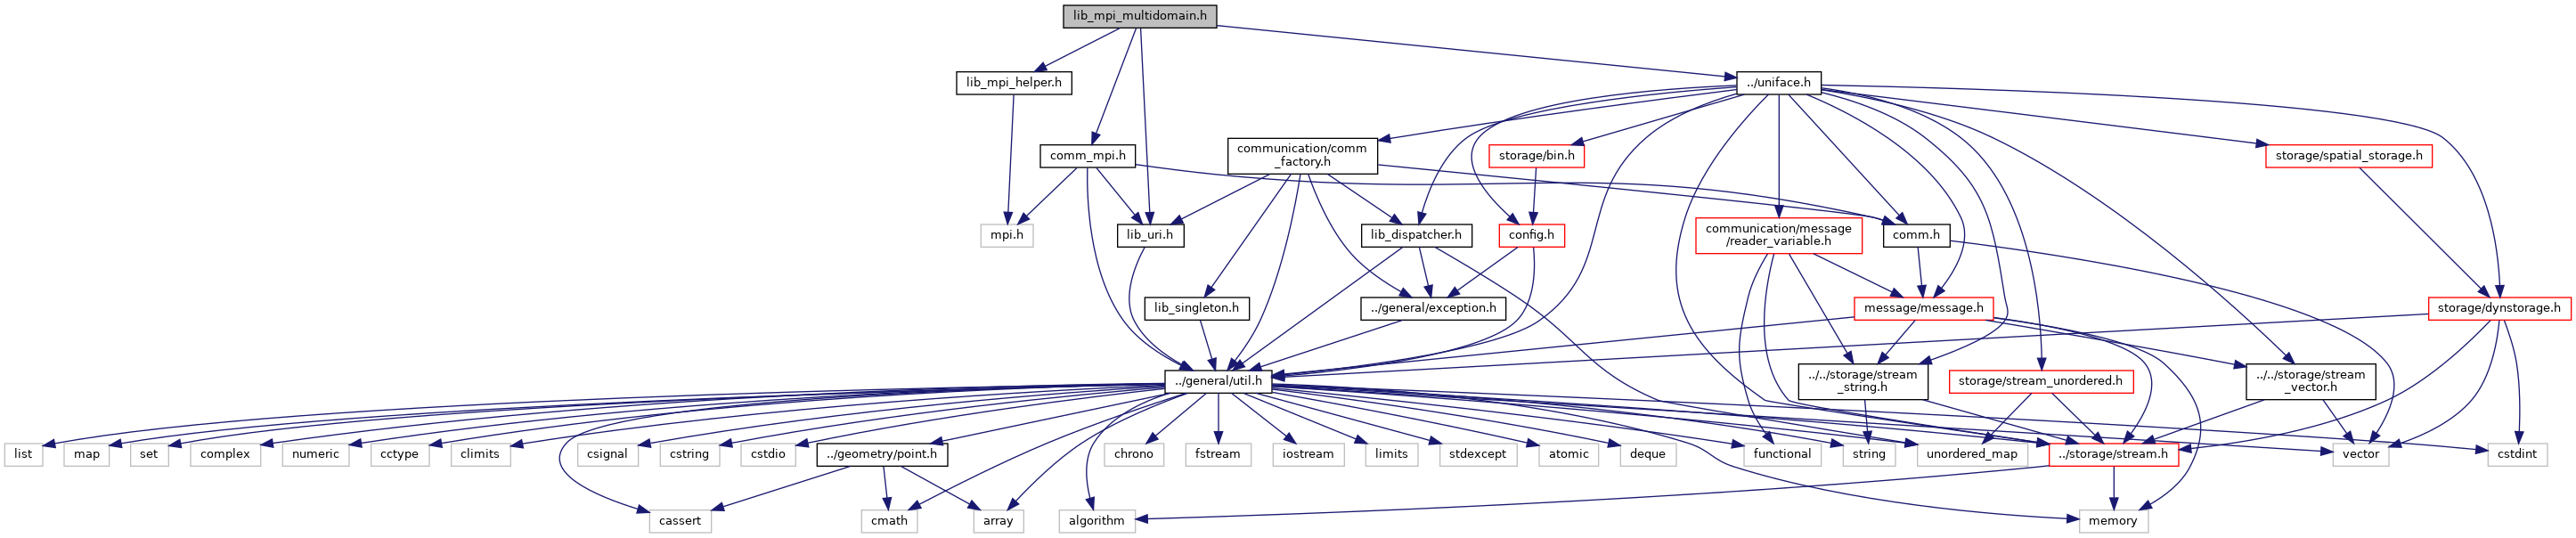 lib_mpi_multidomain.h
lib_mpi_helper.h
../uniface.h
comm_mpi.h
communication/comm
_factory.h
storage/bin.h
storage/spatial_storage.h
mpi.h
lib_uri.h
lib_dispatcher.h
config.h
communication/message
/reader_variable.h
comm.h
lib_singleton.h
../general/exception.h
message/message.h
storage/dynstorage.h
../general/util.h
../../storage/stream
_string.h
storage/stream_unordered.h
../../storage/stream
_vector.h
list
map
set
complex
numeric
cctype
climits
csignal
cstring
cstdio
../geometry/point.h
chrono
fstream
iostream
limits
stdexcept
atomic
deque
functional
string
unordered_map
../storage/stream.h
vector
cstdint
cassert
cmath
array
algorithm
memory